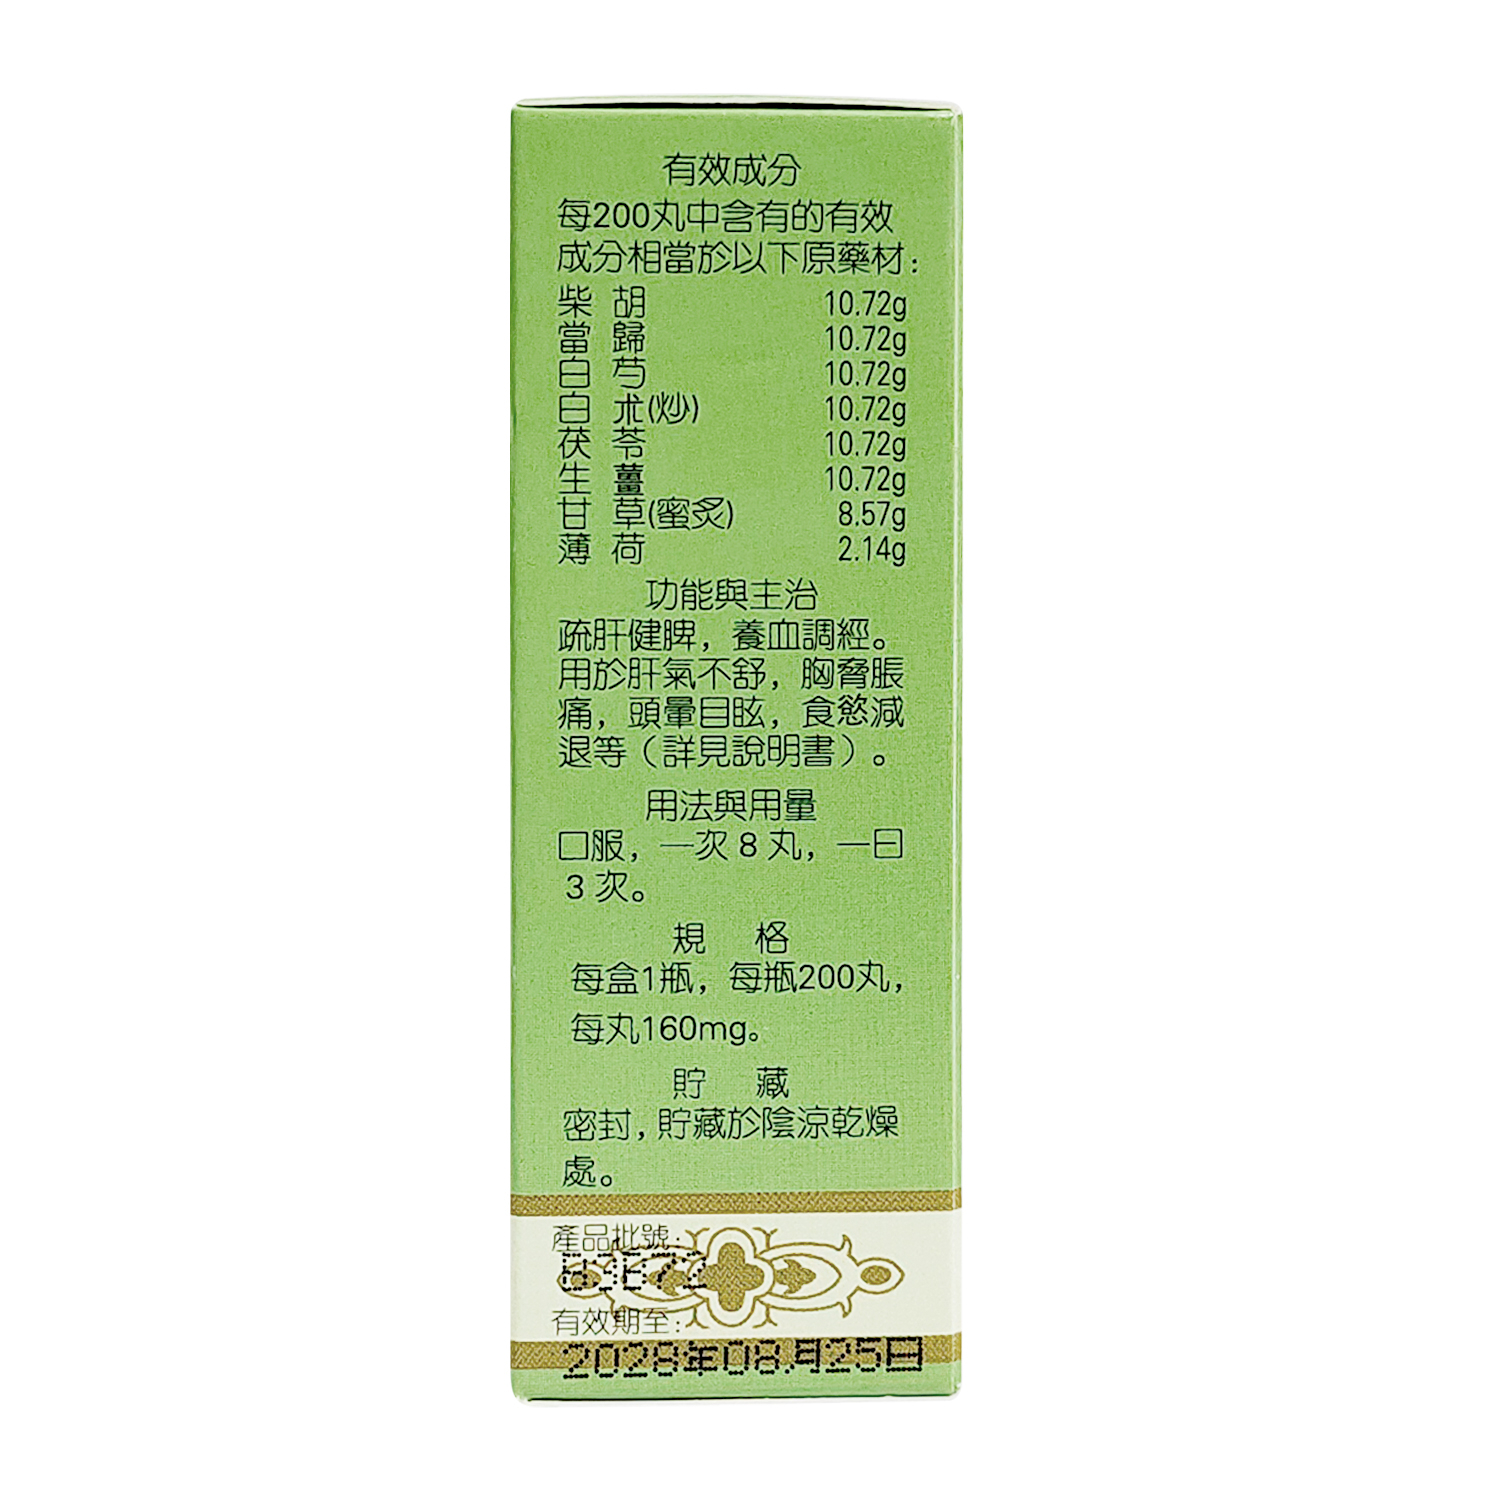 有效成分
每200丸中含有的有效
成分相當於以下原藥材：
柴胡 10.72g
當歸 10.72g
白芍 10.72g
白朮(炒) 10.72g
茯苓 10.72g
生薑 10.72g
甘草(蜜炙) 8.57g
薄荷 2.14g
功能與主治
疏肝健脾，養血調經。
用於肝氣不舒，胸脅脹
痛，頭暈目眩，食慾減
退等（詳見說明書）。
用法與用量
口服，一次 8 丸，一日
3 次。
規格
每盒1瓶，每瓶200丸，
每丸160mg。
貯藏
密封，貯藏於陰涼乾燥
處。
產品批號：
有效期至：
2028年08月25日